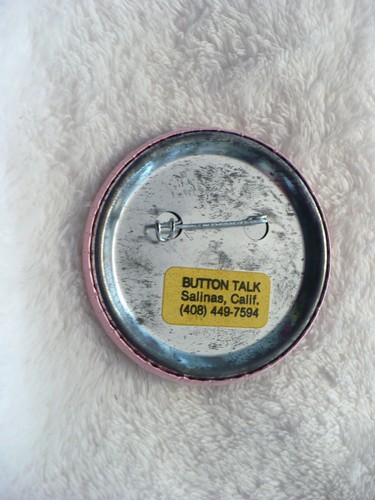 BUTTON TALK
Salinas, Calif.
(408) 449-7594